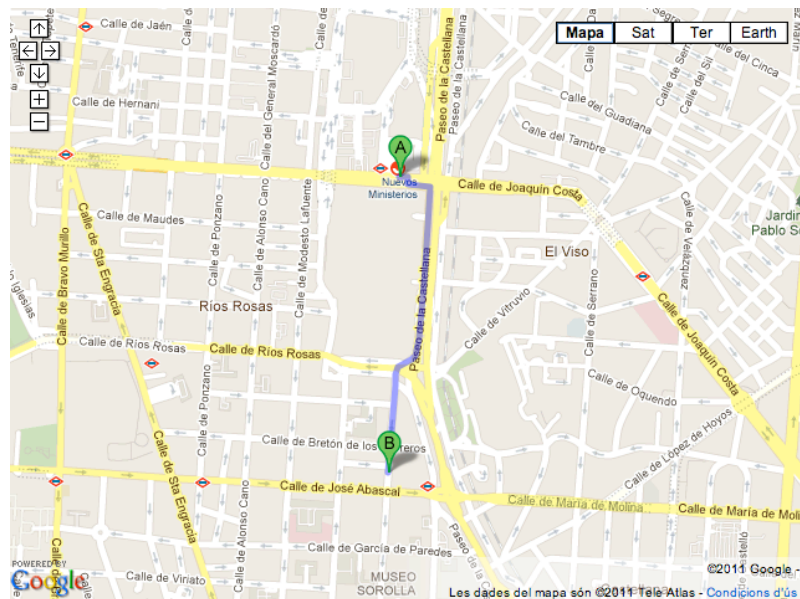 Calle de Jaén
Mapa
Sat
Ter
Earth
Calle del Cinca
Calle del Sil
Calle de Hernani
Calle del General Moscardó
Paseo de la Castellana
Paseo de la Castellana
Calle del Guadiana
Calle del Tambre
A
Nuevos
Ministerios
Calle de Joaquín Costa
Calle de Maudes
Calle de Ponzano
Calle de Alonso Cano
Calle de Modesto Lafuente
Calle de Bravo Murillo
Calle de Sta Engracia
Paseo de la Castellana
El Viso
Calle de Velázquez
Calle de Serrano
Calle de Vitruvio
Calle de Joaquín Costa
Ríos Rosas
Calle de Ríos Rosas
Calle de Ríos Rosas
Calle de Ponzano
Calle de Oquendo
Calle de López de Hoyos
Calle de Bretón de los
B
Calle de José Abascal
Calle de Sta Engracia
Calle de Alonso Cano
Calle de María de Molina
Calle de María de Moli
Calle de García de Paredes
Calle de Viriato
MUSEO
SOROLLA
POWERED BY
Google
©2011 Google -
Les dades del mapa són ©2011 Tele Atlas - Condicions d'ús